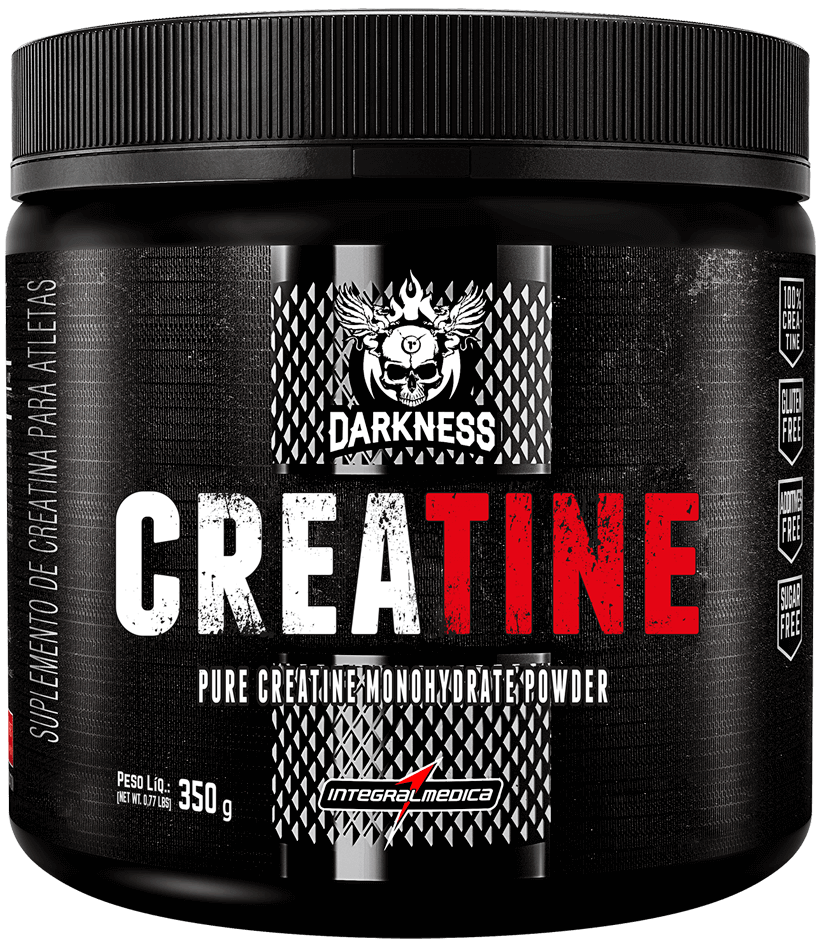 DARKNESS
CREATINE
PURE CREATINE MONOHYDRATE POWDER
PESO LÍQ.: 350 g
(NET WT. 0,77 LBS)
INTEGRALMEDICA
SUPLEMENTO DE CREATINA PARA ATLETAS
100%
CREA-
TINE
GLUTEN
FREE
ADDITIVES
FREE
SUGAR
FREE